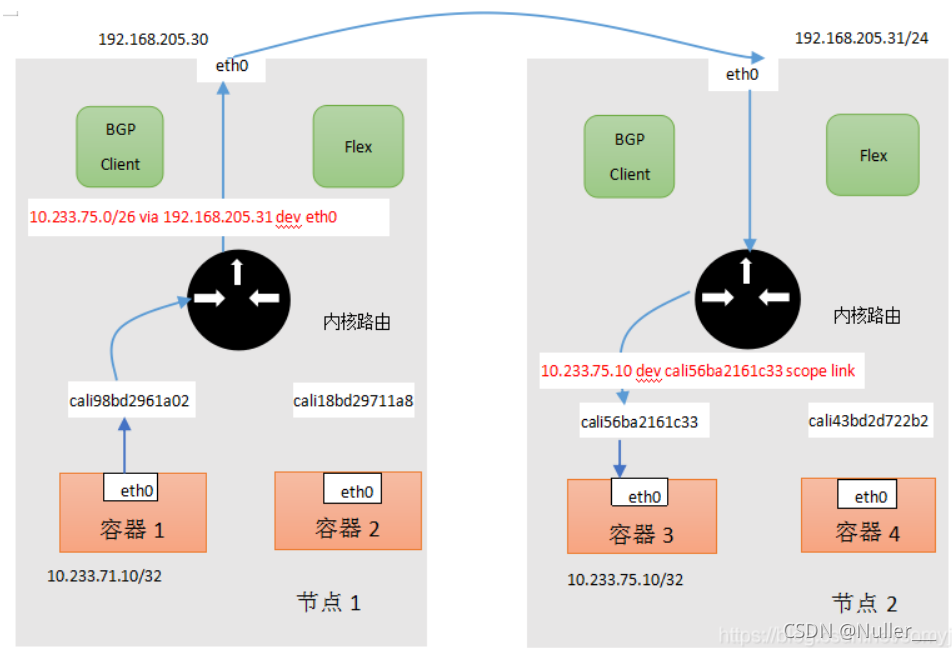 192.168.205.30
192.168.205.31/24
eth0
eth0
BGP
Client
Flex
BGP
Client
Flex
10.233.75.0/26 via 192.168.205.31 dev eth0
内核路由
内核路由
10.233.75.10 dev cali56ba2161c33 scope link
cali98bd2961a02
cali18bd29711a8
cali56ba2161c33
cali43bd2d722b2
eth0
容器 1
eth0
容器 2
eth0
容器 3
eth0
容器 4
10.233.71.10/32
10.233.75.10/32
节点 1
节点 2
CSDN @Nuller__